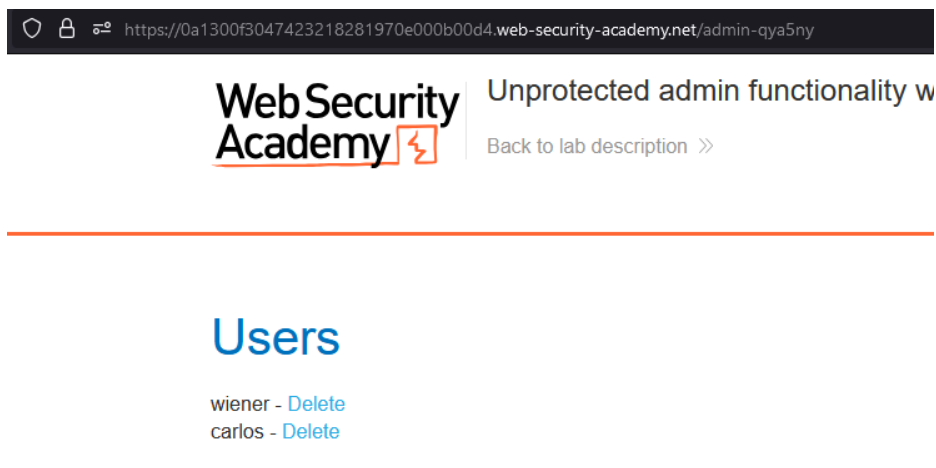 https://0a1300f3047423218281970e000b00d4.web-security-academy.net/admin-qya5ny
Web Security
Academy
Unprotected admin functionality w
Back to lab description
Users
wiener - Delete
carlos - Delete